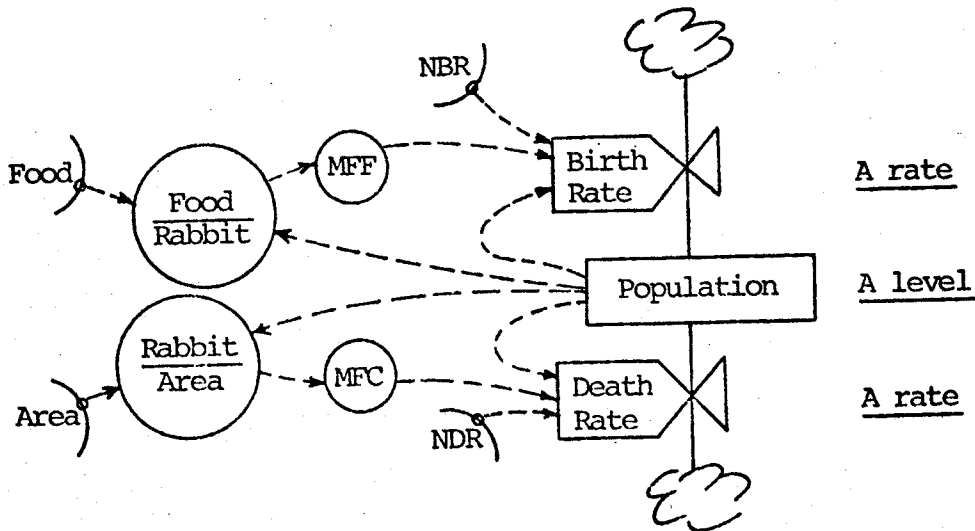 NBR
Food
MFF
Birth
Rate
A rate
Food
Rabbit
Population
A level
Rabbit
Area
MFC
Death
Rate
A rate
Area
NDR